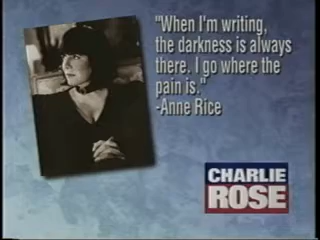 "When I'm writing,
the darkness is always
there. I go where the
pain is."
-Anne Rice
CHARLIE
ROSE